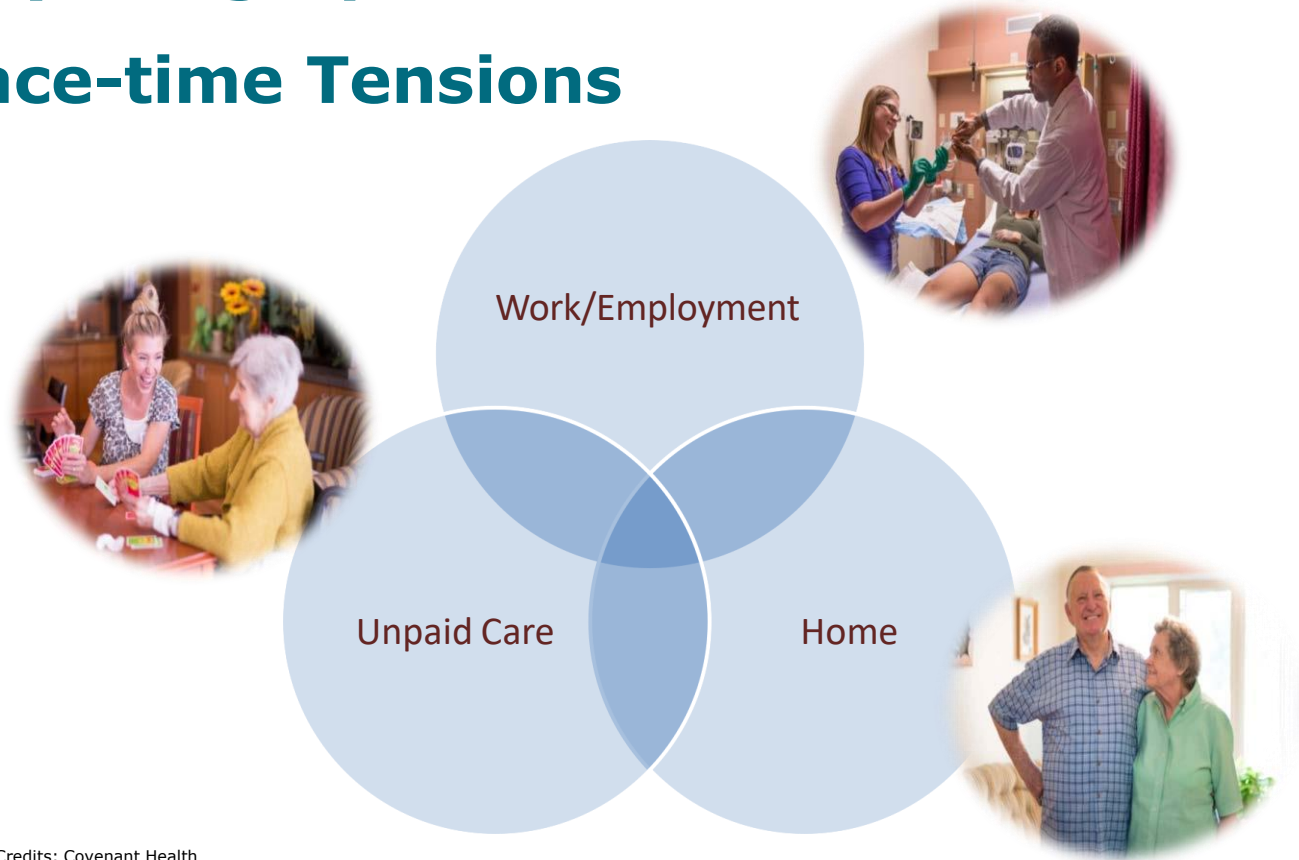 ace-time Tensions
Work/Employment
Unpaid Care
Home
Credits: Covenant Health